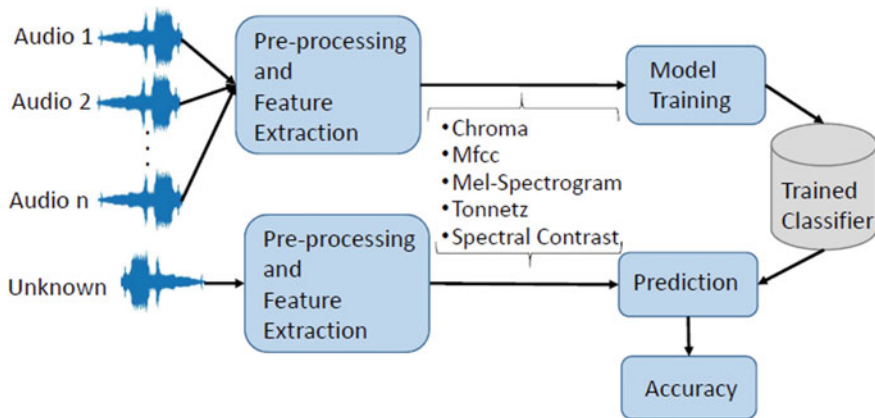 Audio 1
Audio 2
Audio n
Unknown
Pre-processing
and
Feature
Extraction
Pre-processing
and
Feature
Extraction
•Chroma
•Mfcc
•Mel-Spectrogram
•Tonnetz
•Spectral Contrast
Model
Training
Trained
Classifier
Prediction
Accuracy